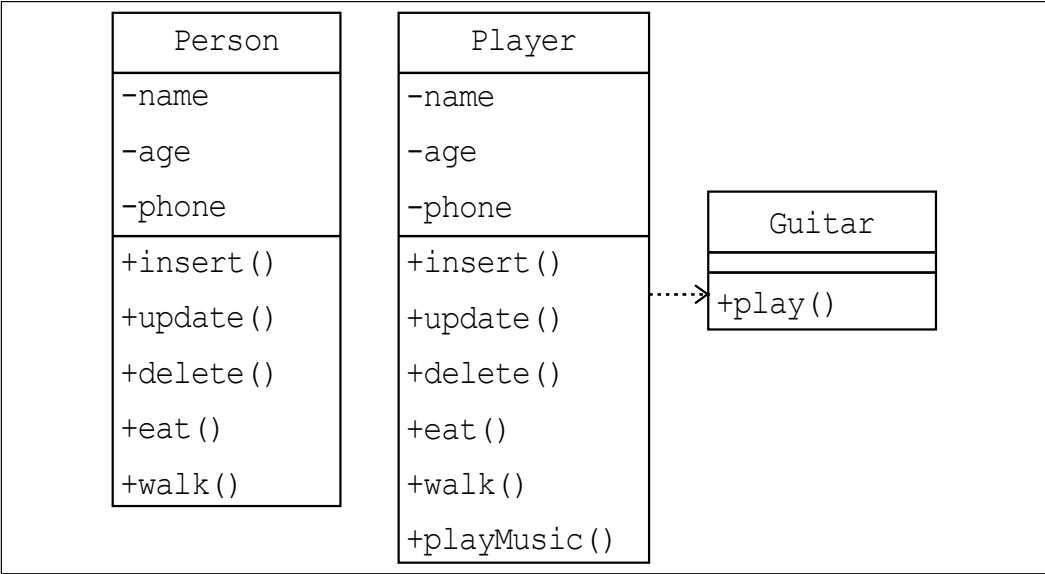 Person
-name
-age
-phone
+insert()
+update()
+delete()
+eat()
+walk()
Player
-name
-age
-phone
+insert()
+update()
+delete()
+eat()
+walk()
+playMusic()
Guitar
+play()